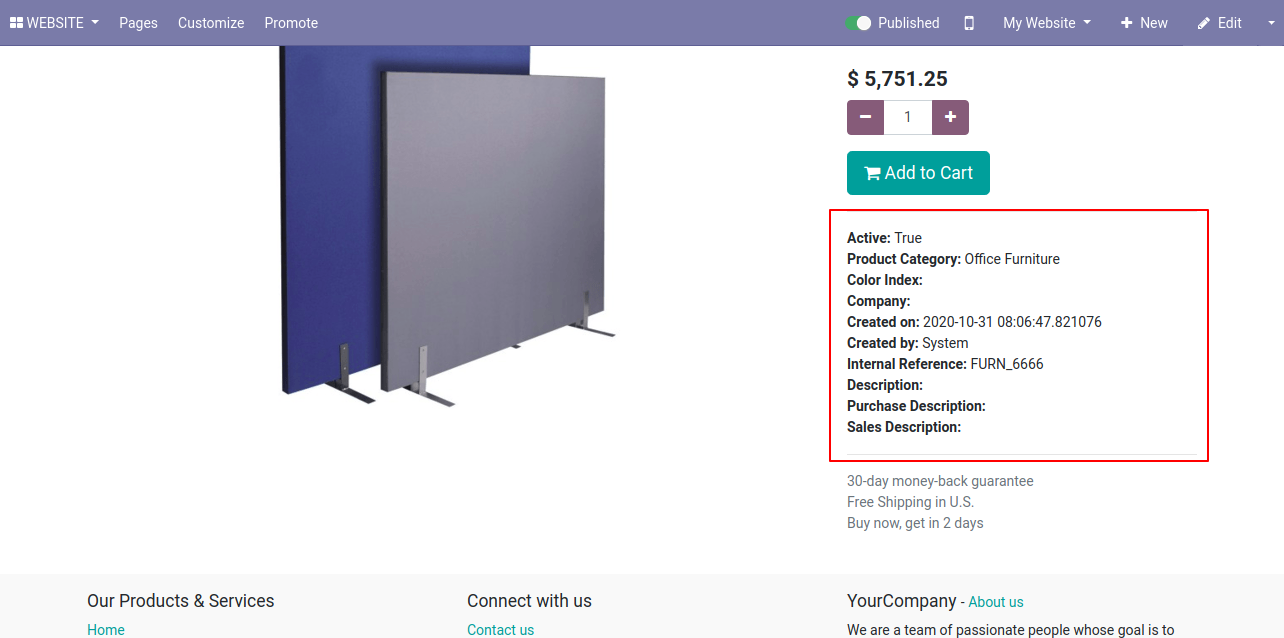 WEBSITE Pages Customize Promote Published My Website New Edit
$ 5,751.25
1
Add to Cart
Active: True
Product Category: Office Furniture
Color Index:
Company:
Created on: 2020-10-31 08:06:47.821076
Created by: System
Internal Reference: FURN_6666
Description:
Purchase Description:
Sales Description:
30-day money-back guarantee
Free Shipping in U.S.
Buy now, get in 2 days
Our Products & Services
Home
Connect with us
Contact us
YourCompany - About us
We are a team of passionate people whose goal is to